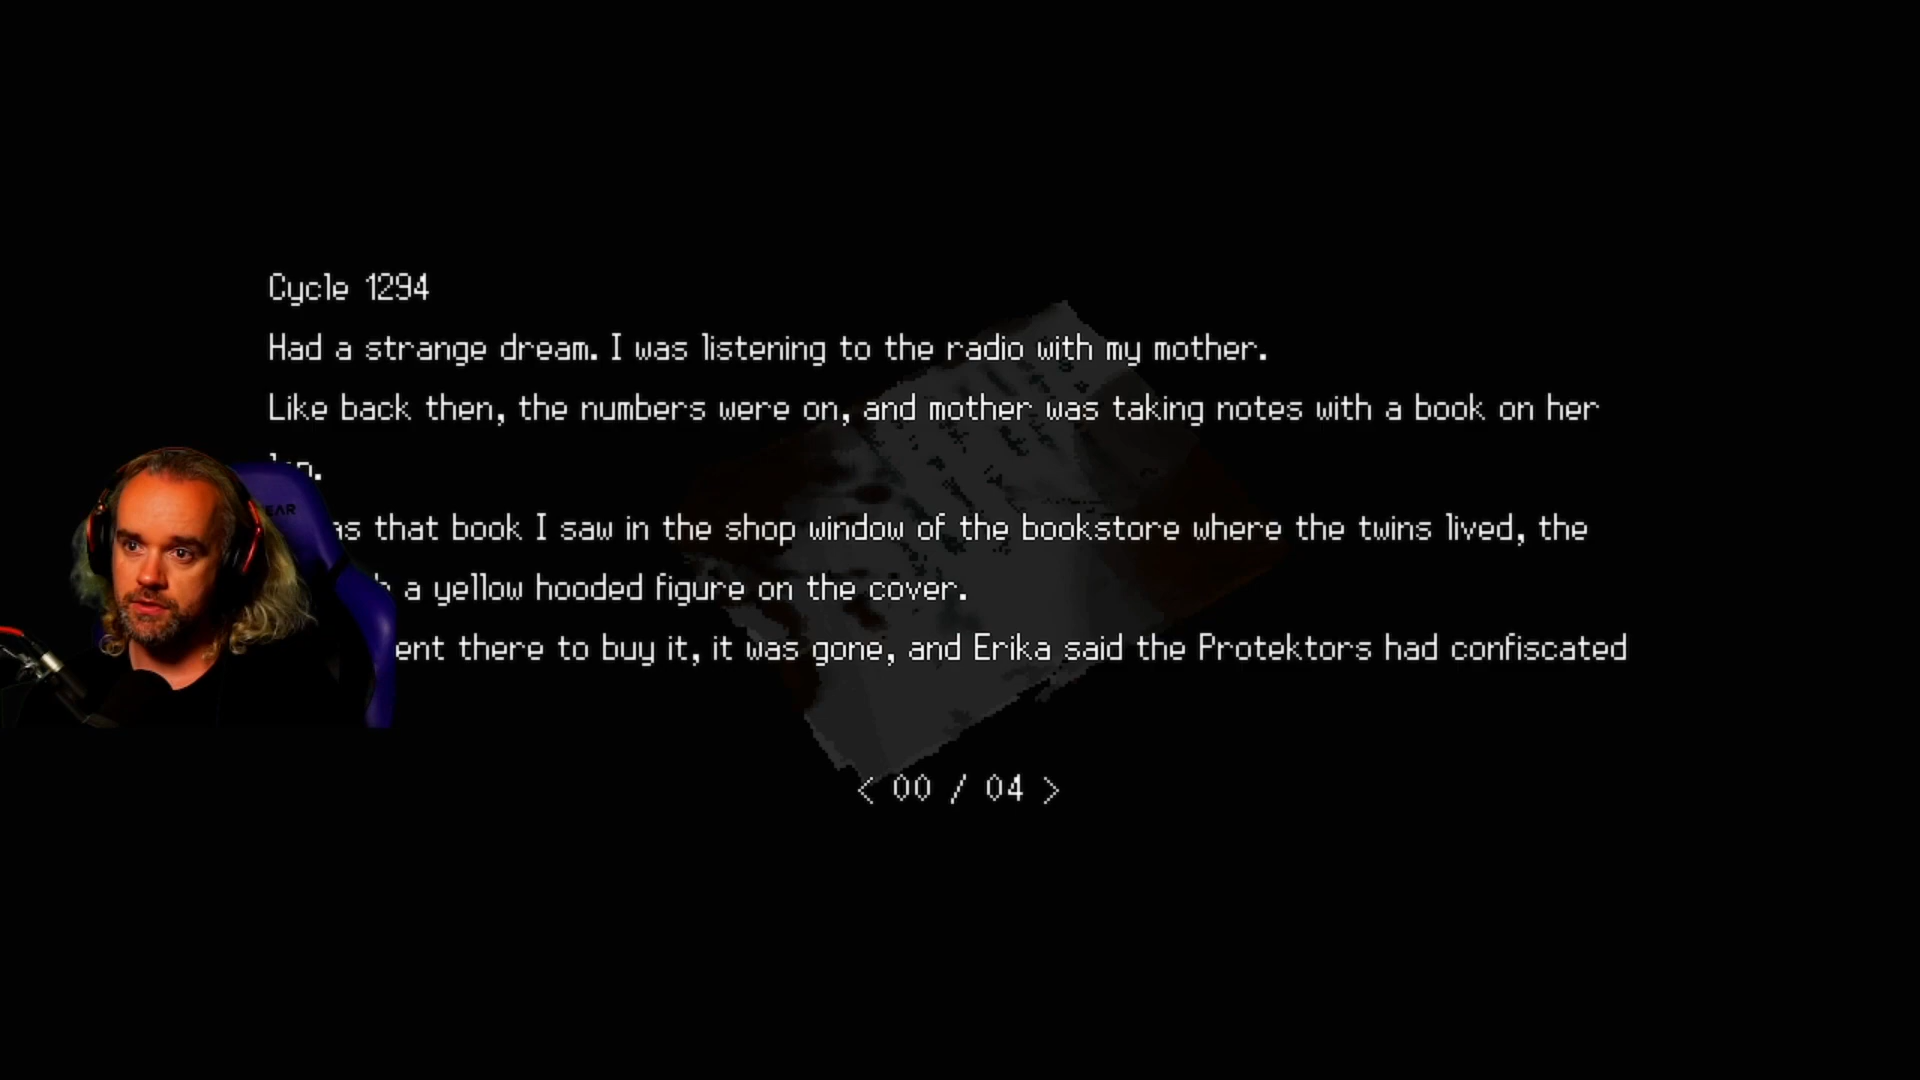 Cycle 1294
Had a strange dream. I was listening to the radio with my mother.
Like back then, the numbers were on, and mother was taking notes with a book on her
that book I saw in the shop window of the bookstore where the twins lived, the
a yellow hooded figure on the cover.
there to buy it, it was gone, and Erika said the Protektors had confiscated
< 00 / 04 >